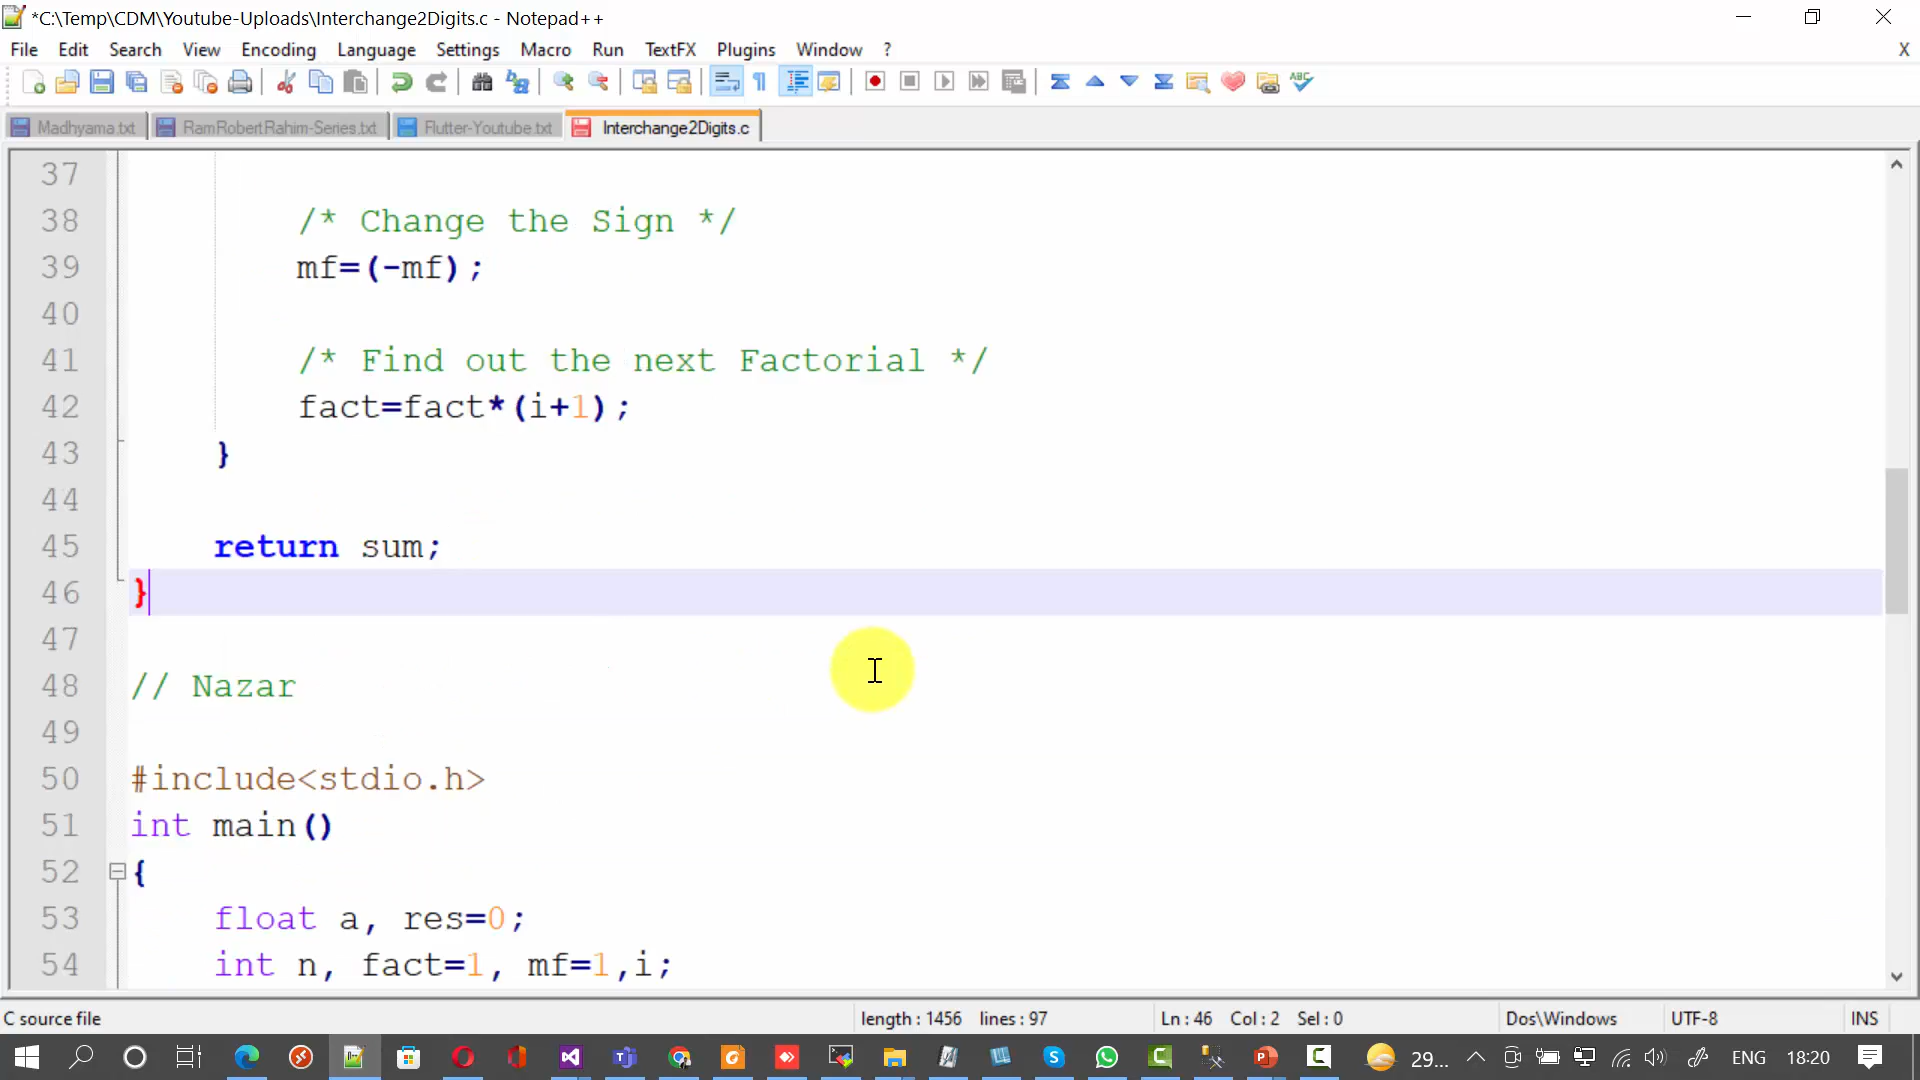 *C:\Temp\CDM\Youtube-Uploads\Interchange2Digits.c - Notepad++
File Edit Search View Encoding Language Settings Macro Run TextFX Plugins Window ? X
Madhyama.txt RamRobertRahim-Series.txt Flutter-Youtube.txt Interchange2Digits.c
37
38 /* Change the Sign */
39 mf=(-mf);
40
41 /* Find out the next Factorial */
42 fact=fact*(i+1);
43 }
44
45 return sum;
46 }
47
48 // Nazar
49
50 #include<stdio.h>
51 int main()
52 {
53 float a, res=0;
54 int n, fact=1, mf=1,i;
C source file length : 1456 lines : 97 Ln : 46 Col : 2 Sel : 0 Dos\Windows UTF-8 INS
29... ENG 18:20